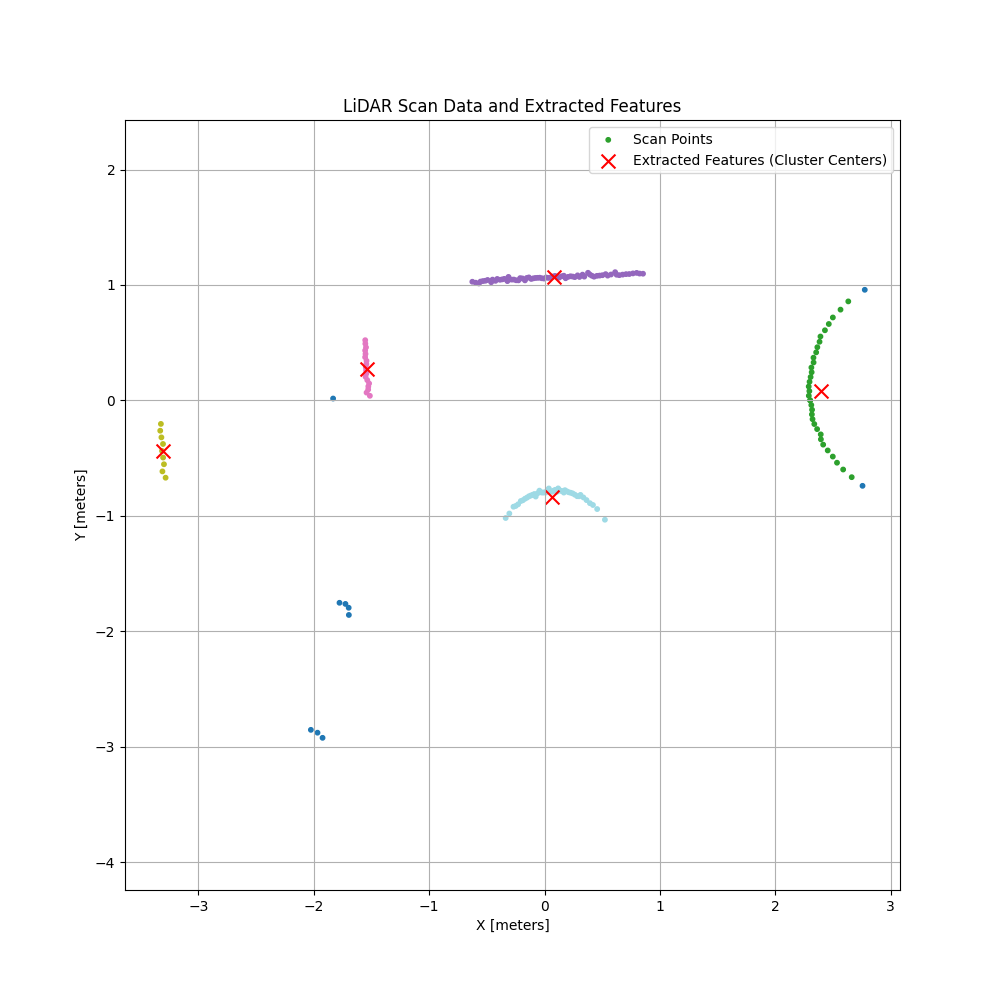 LiDAR Scan Data and Extracted Features
Scan Points
Extracted Features (Cluster Centers)
2
1
0
−1
−2
−3
−4
Y [meters]
−3
−2
−1
0
1
2
3
X [meters]